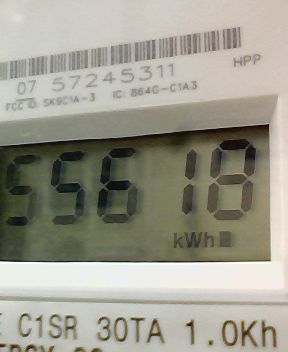 07 57245311
HPP
FCC ID: SK9C1A-3 IC: 864G-C1A3
55618
kWh
C1SR 30TA 1.0Kh